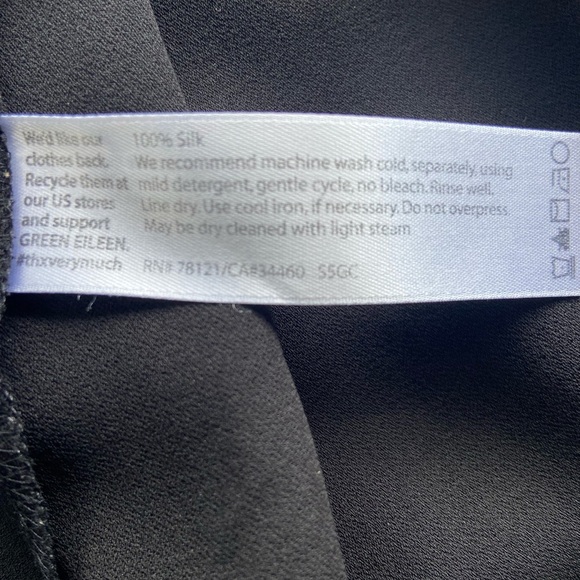 We'd like our
clothes back.
Recycle them at
our US stores
and support
GREEN EILEEN.
#thxverymuch
100% Silk
We recommend machine wash cold, separately, using
mild detergent, gentle cycle, no bleach. Rinse well.
Line dry. Use cool iron, if necessary. Do not overpress.
May be dry cleaned with light steam
RN# 78121/CA#34460 S5GC